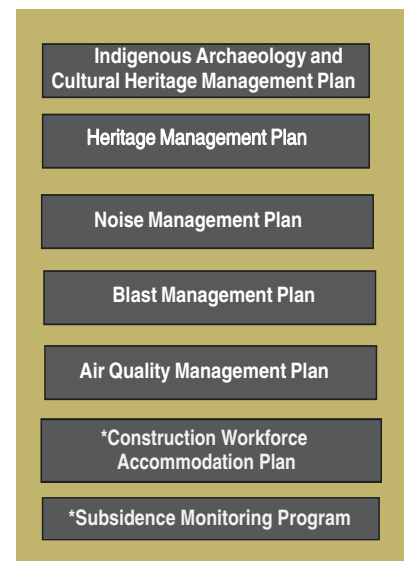 Indigenous Archaeology and
Cultural Heritage Management Plan
Heritage Management Plan
Noise Management Plan
Blast Management Plan
Air Quality Management Plan
*Construction Workforce
Accommodation Plan
*Subsidence Monitoring Program